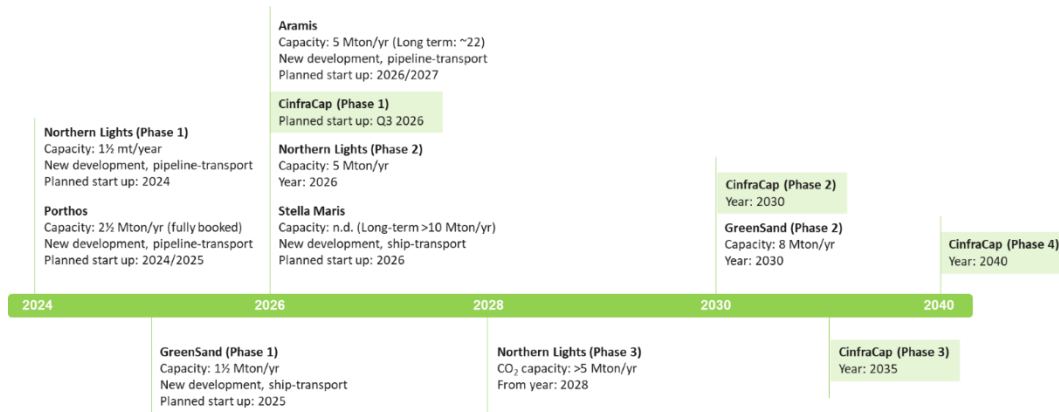 Aramis
Capacity: 5 Mton/yr (Long term: ~22)
New development, pipeline-transport
Planned start up: 2026/2027
CinfraCap (Phase 1)
Planned start up: Q3 2026
Northern Lights (Phase 1)
Capacity: 1½ mt/year
New development, pipeline-transport
Planned start up: 2024
Northern Lights (Phase 2)
Capacity: 5 Mton/yr
Year: 2026
Porthos
Capacity: 2½ Mton/yr (fully booked)
New development, pipeline-transport
Planned start up: 2024/2025
Stella Maris
Capacity: n.d. (Long-term >10 Mton/yr)
New development, ship-transport
Planned start up: 2026
CinfraCap (Phase 2)
Year: 2030
GreenSand (Phase 2)
Capacity: 8 Mton/yr
Year: 2030
CinfraCap (Phase 4)
Year: 2040
2024
2026
2028
2030
2040
GreenSand (Phase 1)
Capacity: 1½ Mton/yr
New development, ship-transport
Planned start up: 2025
Northern Lights (Phase 3)
CO₂ capacity: >5 Mton/yr
From year: 2028
CinfraCap (Phase 3)
Year: 2035